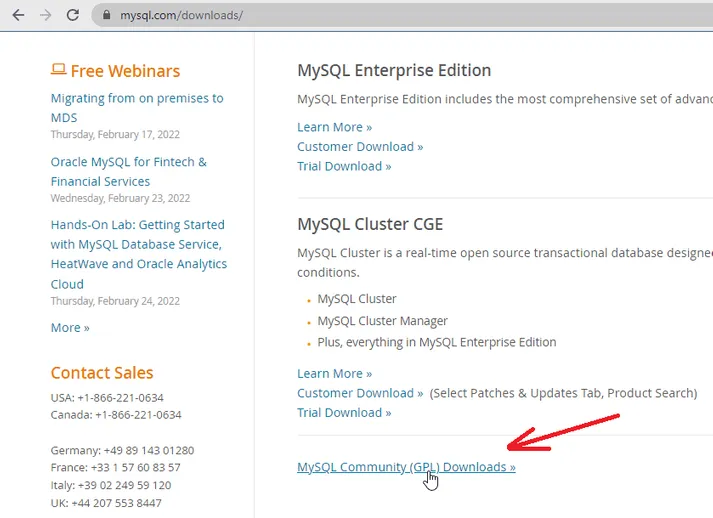 mysql.com/downloads/
Free Webinars
Migrating from on premises to
MDS
Thursday, February 17, 2022
Oracle MySQL for Fintech &
Financial Services
Wednesday, February 23, 2022
Hands-On Lab: Getting Started
with MySQL Database Service,
HeatWave and Oracle Analytics
Cloud
Thursday, February 24, 2022
More »
Contact Sales
USA: +1-866-221-0634
Canada: +1-866-221-0634
Germany: +49 89 143 01280
France: +33 1 57 60 83 57
Italy: +39 02 249 59 120
UK: +44 207 553 8447
MySQL Enterprise Edition
MySQL Enterprise Edition includes the most comprehensive set of
Learn More »
Customer Download »
Trial Download »
MySQL Cluster CGE
MySQL Cluster is a real-time open source transactional database
conditions.
MySQL Cluster
MySQL Cluster Manager
Plus, everything in MySQL Enterprise Edition
Learn More »
Customer Download » (Select Patches & Updates Tab, Product Search)
Trial Download »
MySQL Community (GPL) Downloads »